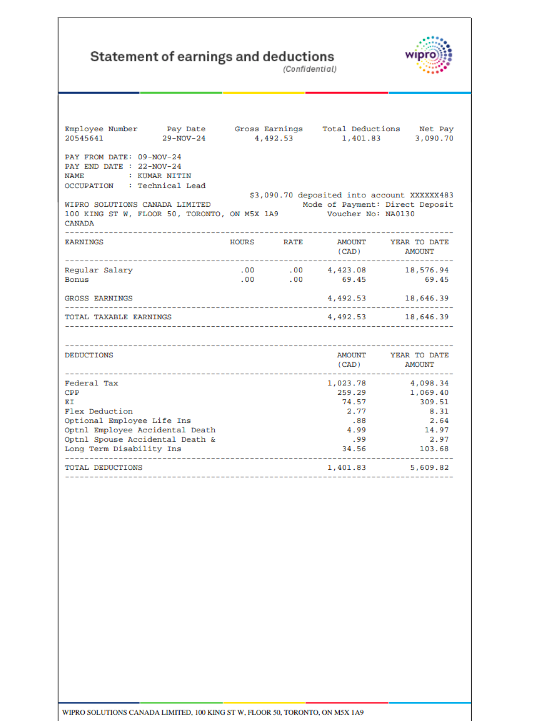 Statement of earnings and deductions
(Confidential)
wipro
Employee Number Pay Date Gross Earnings Total Deductions Net Pay
20545641 29-NOV-24 4,492.53 1,401.83 3,090.70
PAY FROM DATE: 09-NOV-24
PAY END DATE : 22-NOV-24
NAME : KUMAR NITIN
OCCUPATION : Technical Lead
$3,090.70 deposited into account XXXXXX483
WIPRO SOLUTIONS CANADA LIMITED Mode of Payment: Direct Deposit
100 KING ST W, FLOOR 50, TORONTO, ON M5X 1A9 Voucher No: NA0130
CANADA
EARNINGS HOURS RATE AMOUNT YEAR TO DATE
(CAD) AMOUNT
Regular Salary .00 .00 4,423.08 18,576.94
Bonus .00 .00 69.45 69.45
GROSS EARNINGS 4,492.53 18,646.39
TOTAL TAXABLE EARNINGS 4,492.53 18,646.39
DEDUCTIONS AMOUNT YEAR TO DATE
(CAD) AMOUNT
Federal Tax 1,023.78 4,098.34
CPP 259.29 1,069.40
EI 74.57 309.51
Flex Deduction 2.77 8.31
Optional Employee Life Ins .88 2.64
Optnl Employee Accidental Death 4.99 14.97
Optnl Spouse Accidental Death & .99 2.97
Long Term Disability Ins 34.56 103.68
TOTAL DEDUCTIONS 1,401.83 5,609.82
WIPRO SOLUTIONS CANADA LIMITED, 100 KING ST W, FLOOR 50, TORONTO, ON M5X 1A9